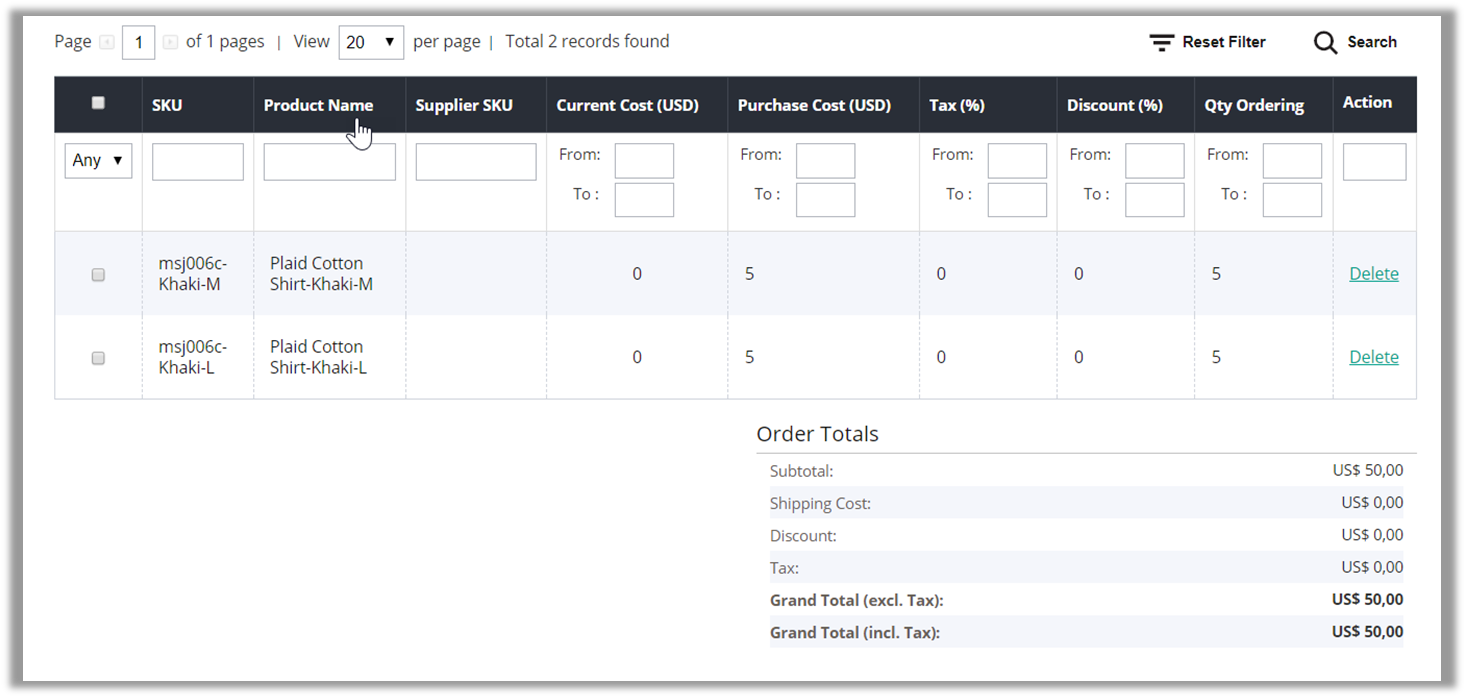 Page 1 of 1 pages | View 20 ▼ per page | Total 2 records found Reset Filter Search
SKU Product Name Supplier SKU Current Cost (USD) Purchase Cost (USD) Tax (%) Discount (%) Qty Ordering Action
Any ▼ From: From: From: From: From:
To : To : To : To : To :
msj006c- Plaid Cotton
Khaki-M Shirt-Khaki-M 0 5 0 0 5 Delete
msj006c- Plaid Cotton
Khaki-L Shirt-Khaki-L 0 5 0 0 5 Delete
Order Totals
Subtotal: US$ 50,00
Shipping Cost: US$ 0,00
Discount: US$ 0,00
Tax: US$ 0,00
Grand Total (excl. Tax): US$ 50,00
Grand Total (incl. Tax): US$ 50,00